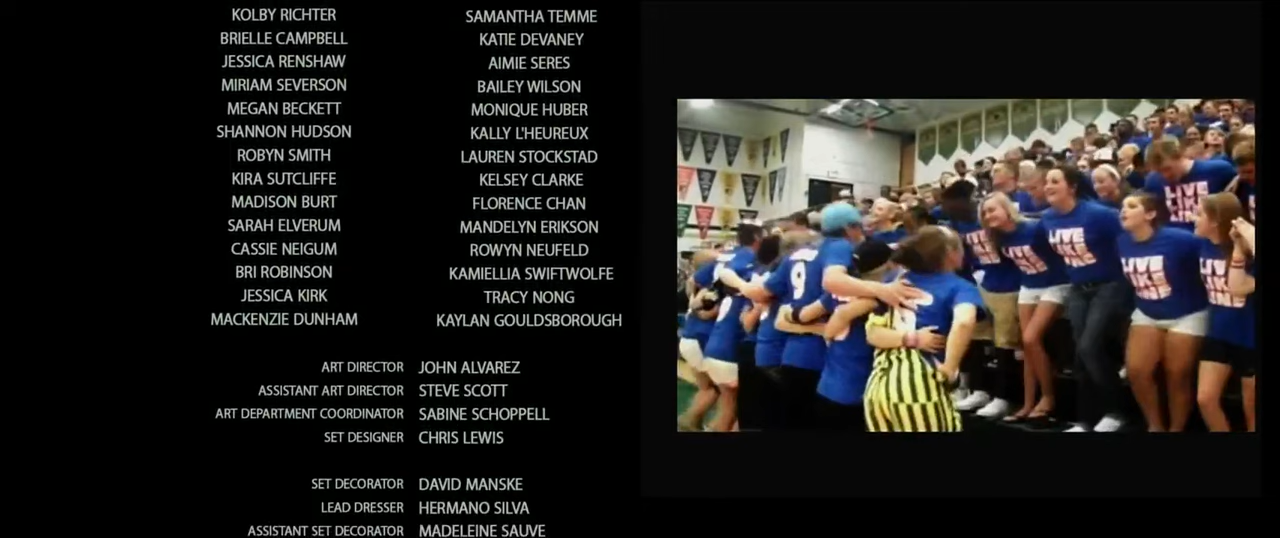 KOLBY RICHTER SAMANTHA TEMME
BRIELLE CAMPBELL KATIE DEVANEY
JESSICA RENSHAW AIMIE SERES
MIRIAM SEVERSON BAILEY WILSON
MEGAN BECKETT MONIQUE HUBER
SHANNON HUDSON KALLY L'HEUREUX
ROBYN SMITH LAUREN STOCKSTAD
KIRA SUTCLIFFE KELSEY CLARKE
MADISON BURT FLORENCE CHAN
SARAH ELVERUM MANDELYN ERIKSON
CASSIE NEIGUM ROWYN NEUFELD
BRI ROBINSON KAMIELLIA SWIFTWOLFE
JESSICA KIRK TRACY NONG
MACKENZIE DUNHAM KAYLAN GOULDSBOROUGH
ART DIRECTOR JOHN ALVAREZ
ASSISTANT ART DIRECTOR STEVE SCOTT
ART DEPARTMENT COORDINATOR SABINE SCHOPPELL
SET DESIGNER CHRIS LEWIS
SET DECORATOR DAVID MANSKE
LEAD DRESSER HERMANO SILVA
ASSISTANT SET DECORATOR MADELEINE SAUVE
LIVE
LIKE
LINE
9